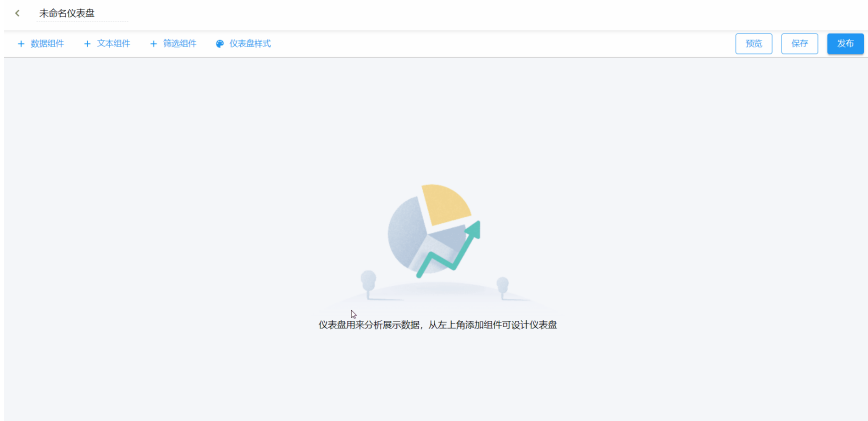 未命名仪表盘
+ 数据组件 + 文本组件 + 筛选组件 仪表盘样式 预览 保存 发布
仪表盘用来分析展示数据，从左上角添加组件可设计仪表盘